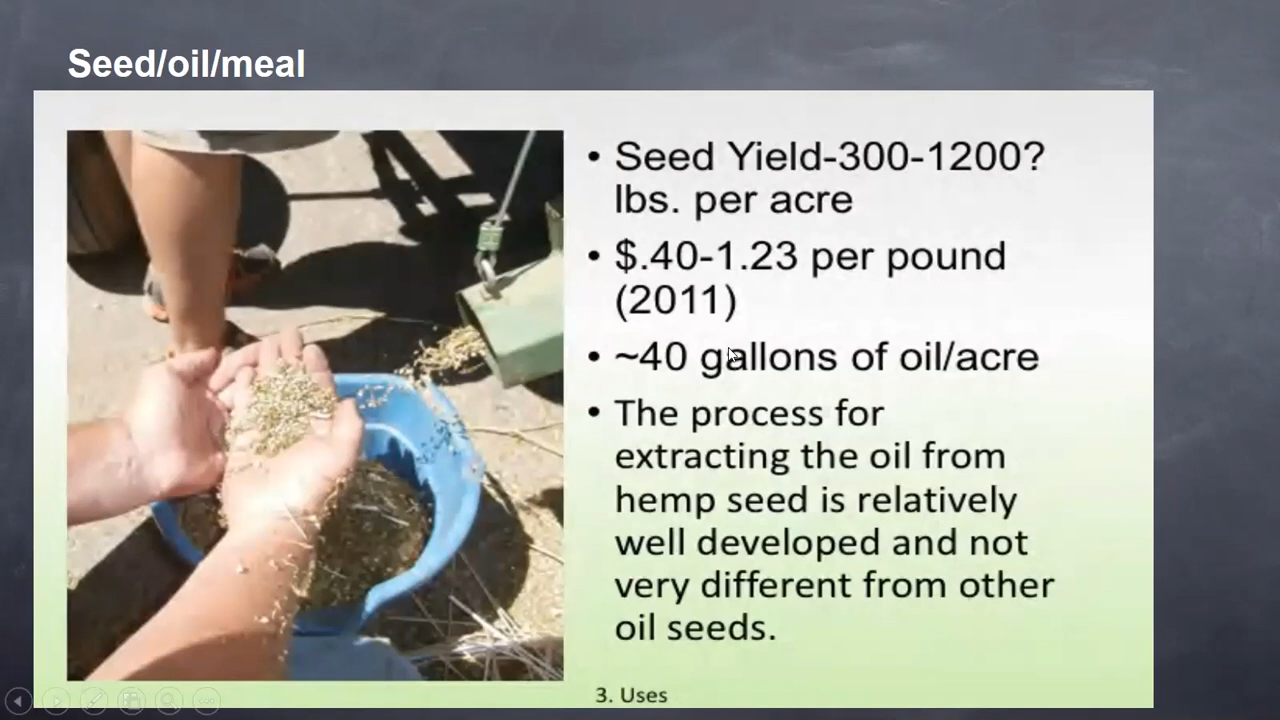 Seed/oil/meal
• Seed Yield-300-1200?
lbs. per acre
• $.40-1.23 per pound
(2011)
• ~40 gallons of oil/acre
• The process for
extracting the oil from
hemp seed is relatively
well developed and not
very different from other
oil seeds.
3. Uses